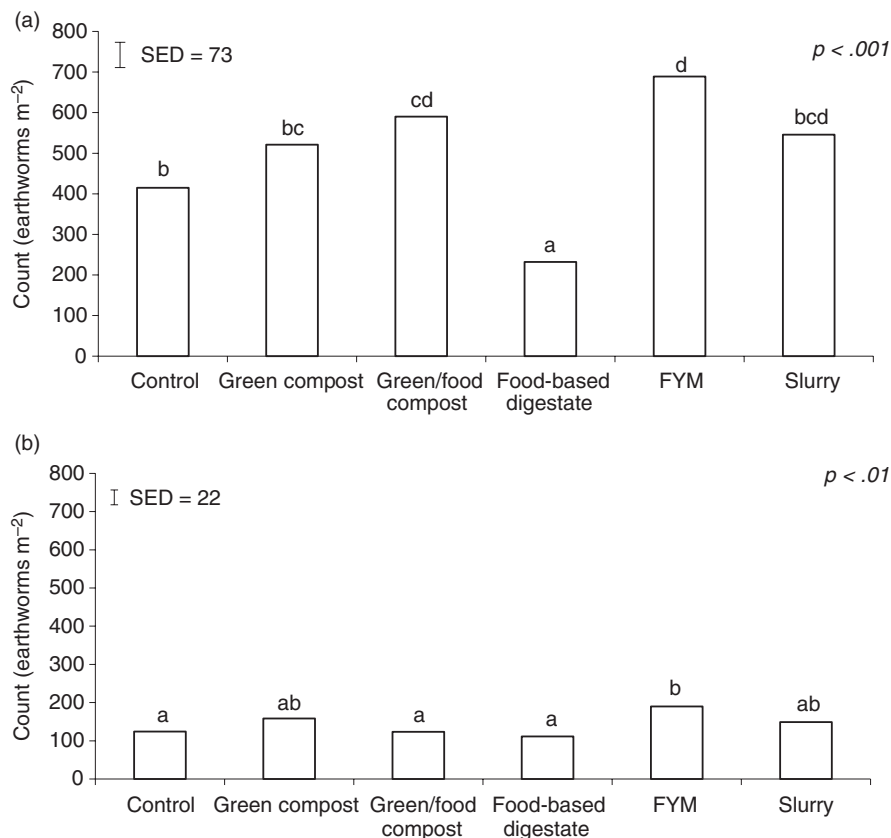 (a)
800
700
600
500
400
300
200
100
0
Count (earthworms m⁻²)
SED = 73
p < .001
b
bc
cd
a
d
bcd
Control
Green compost
Green/food
compost
Food-based
digestate
FYM
Slurry
(b)
800
700
600
500
400
300
200
100
0
Count (earthworms m⁻²)
SED = 22
p < .01
a
ab
a
a
b
ab
Control
Green compost
Green/food
compost
Food-based
digestate
FYM
Slurry